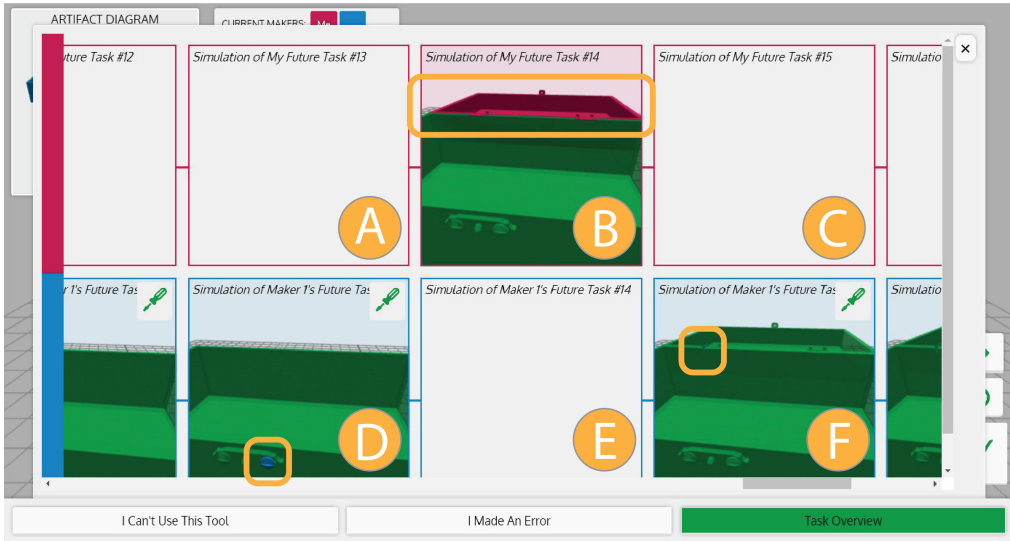 ARTIFACT DIAGRAM
CURRENT MAKERS: Me
uture Task #12
Simulation of My Future Task #13
Simulation of My Future Task #14
Simulation of My Future Task #15
Simulatio
A
B
C
r 1's Future Tas
Simulation of Maker 1's Future Tas
Simulation of Maker 1's Future Task #14
Simulation of Maker 1's Future Tas
Simulatio
D
E
F
I Can't Use This Tool
I Made An Error
Task Overview